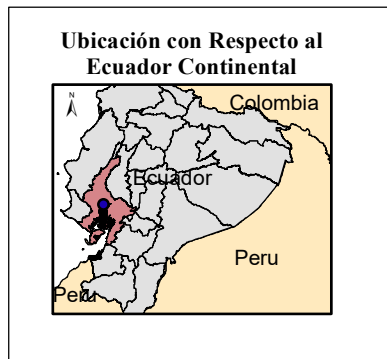 Ubicación con Respecto al
Ecuador Continental
N
Colombia
Ecuador
Peru
Peru